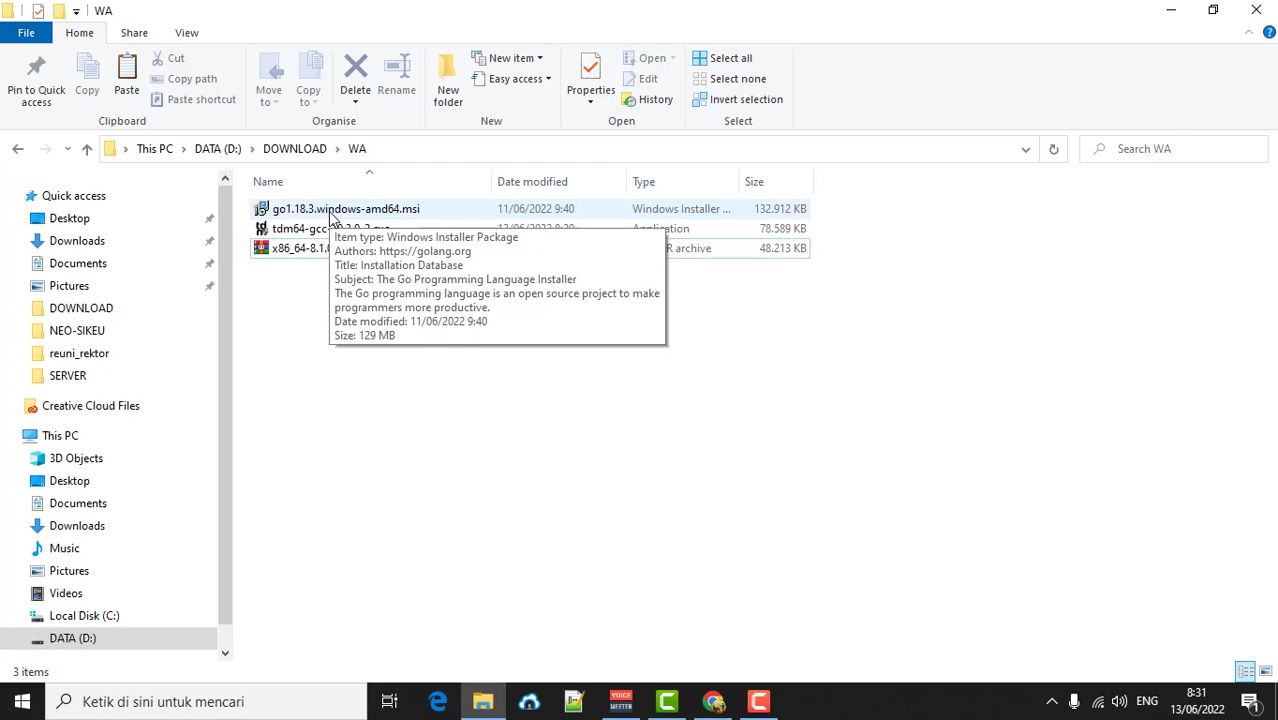 WA
File
Home
Share
View
Pin to Quick access
Copy
Paste
Cut
Copy path
Paste shortcut
Clipboard
Move to
Copy to
Delete
Rename
Organise
New folder
New item
Easy access
New
Properties
Open
Edit
History
Open
Select all
Select none
Invert selection
Select
This PC > DATA (D:) > DOWNLOAD > WA
Search WA
Name
Date modified
Type
Size
go1.18.3.windows-amd64.msi 11/06/2022 9:40 Windows Installer ... 132.912 KB
78.589 KB
x86_64-8.1.0 R archive 48.213 KB
Item type: Windows Installer Package
Authors: https://golang.org
Title: Installation Database
Subject: The Go Programming Language Installer
The Go programming language is an open source project to make
programmers more productive.
Date modified: 11/06/2022 9:40
Size: 129 MB
Quick access
Desktop
Downloads
Documents
Pictures
DOWNLOAD
NEO-SIKEU
reuni_rektor
SERVER
Creative Cloud Files
This PC
3D Objects
Desktop
Documents
Downloads
Music
Pictures
Videos
Local Disk (C:)
DATA (D:)
3 items
Ketik di sini untuk mencari
VOICE
MEETER
ENG
8:31
13/06/2022
1